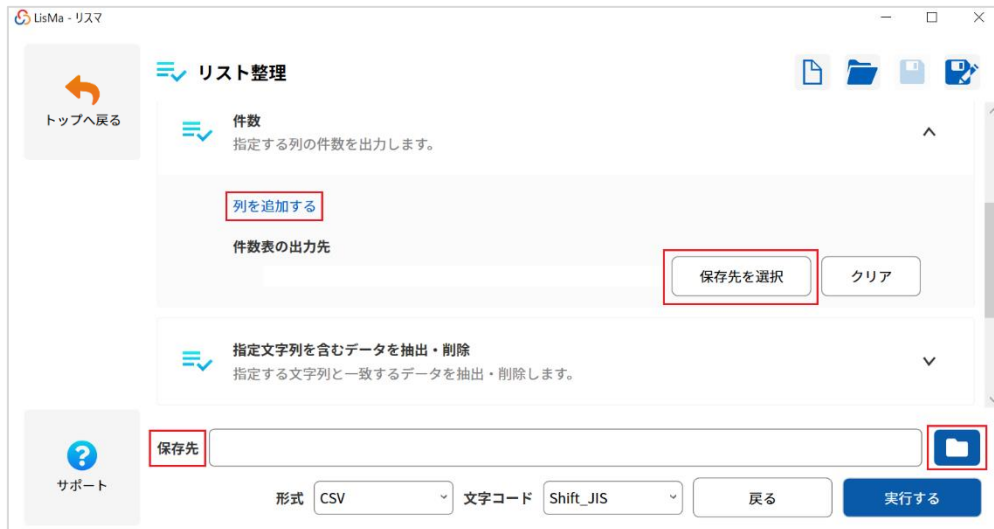 LisMa - リスマ
トップへ戻る
リスト整理
件数
指定する列の件数を出力します。
列を追加する
件数表の出力先
保存先を選択
クリア
指定文字列を含むデータを抽出・削除
指定する文字列と一致するデータを抽出・削除します。
サポート
保存先
形式 CSV 文字コード Shift_JIS 戻る 実行する